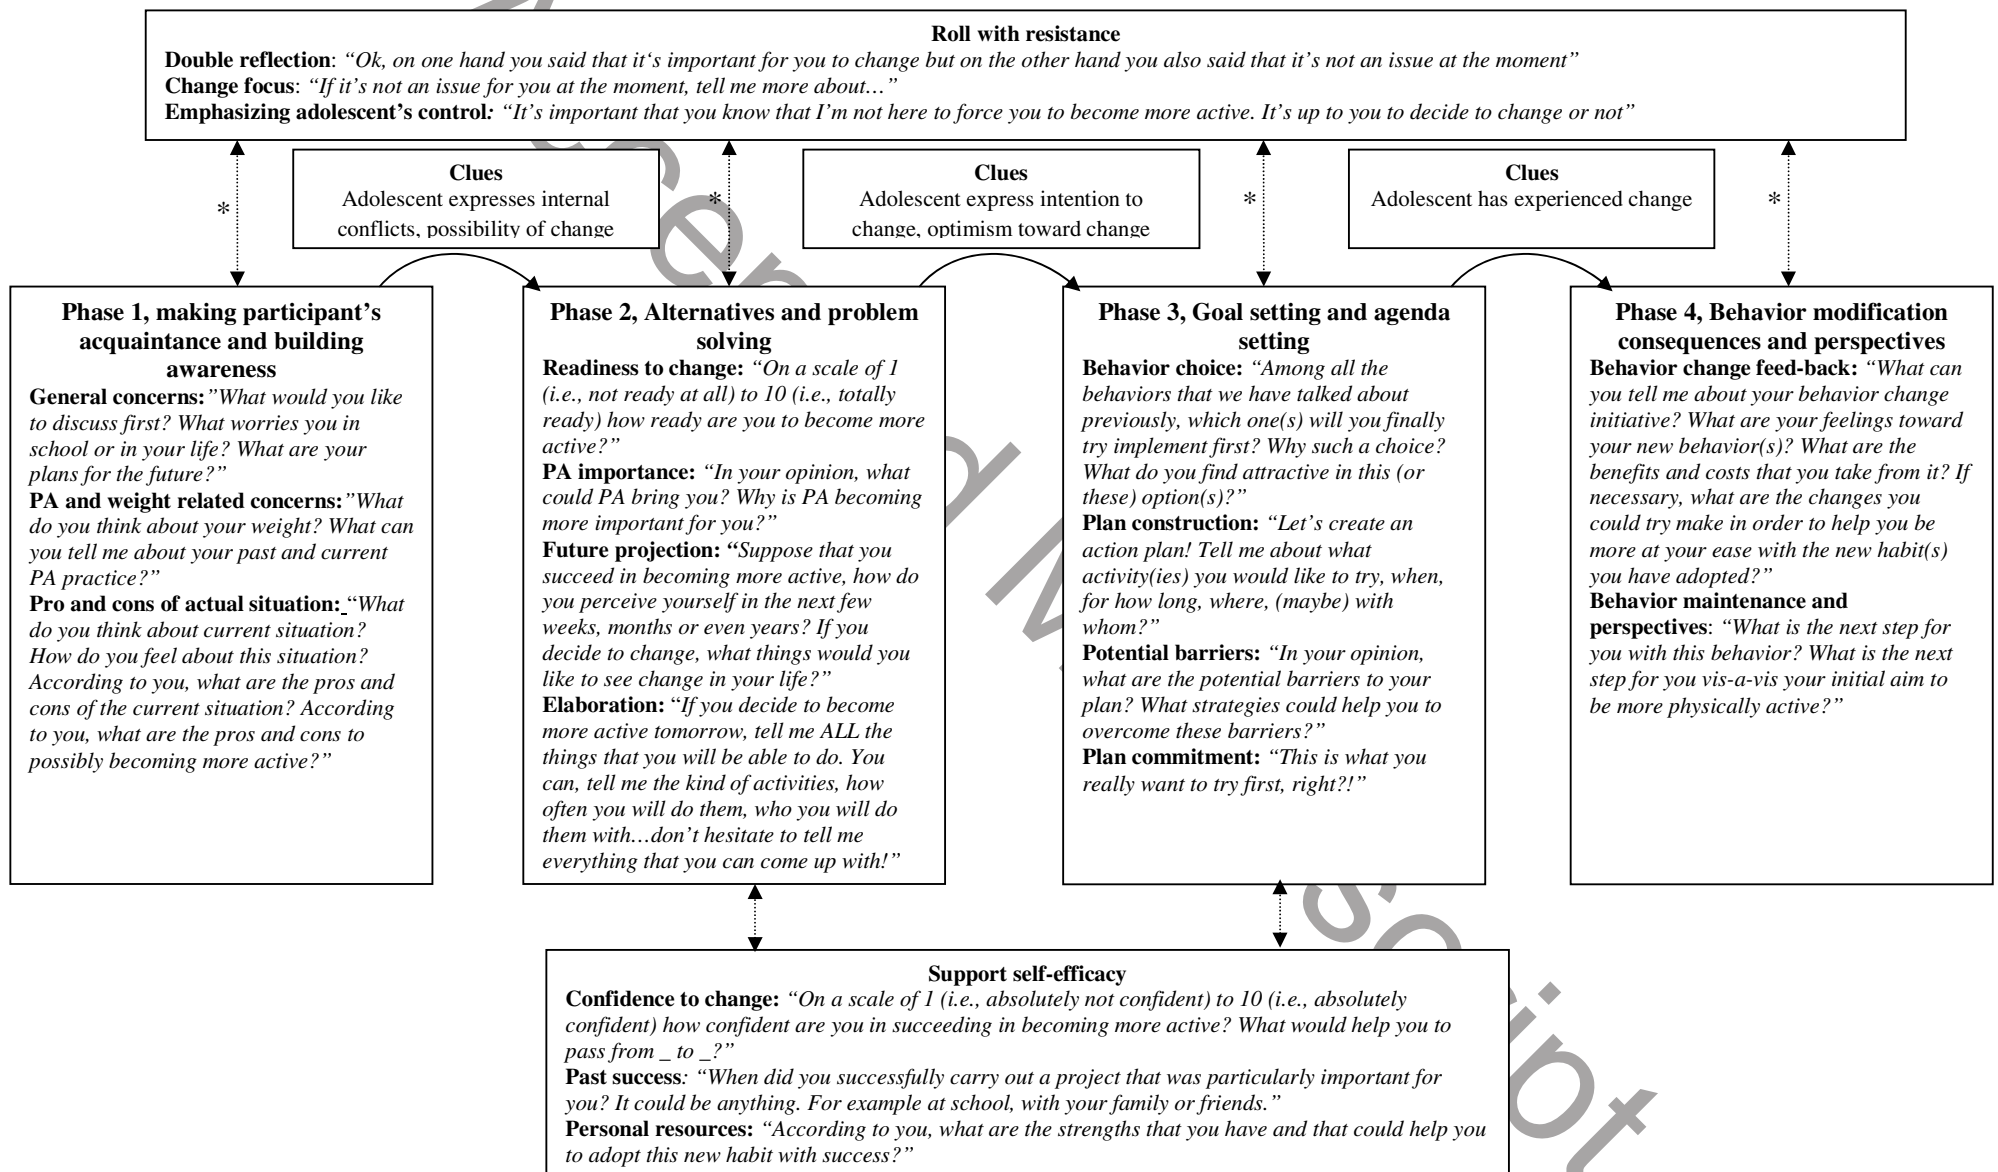 Roll with resistance
Double reflection: “Ok, on one hand you said that it‘s important for you to change but on the other hand you also said that it’s not an issue at the moment”
Change focus: “If it’s not an issue for you at the moment, tell me more about…”
Emphasizing adolescent’s control: “It’s important that you know that I’m not here to force you to become more active. It’s up to you to decide to change or not”
*
Clues
Adolescent expresses internal
conflicts, possibility of change
*
Clues
Adolescent express intention to
change, optimism toward change
*
Clues
Adolescent has experienced change
*
Phase 1, making participant’s
acquaintance and building
awareness
General concerns:”What would you like
to discuss first? What worries you in
school or in your life? What are your
plans for the future?”
PA and weight related concerns:”What
do you think about your weight? What can
you tell me about your past and current
PA practice?”
Pro and cons of actual situation: “What
do you think about current situation?
How do you feel about this situation?
According to you, what are the pros and
cons of the current situation? According
to you, what are the pros and cons to
possibly becoming more active?”
Phase 2, Alternatives and problem
solving
Readiness to change: “On a scale of 1
(i.e., not ready at all) to 10 (i.e., totally
ready) how ready are you to become more
active?”
PA importance: “In your opinion, what
could PA bring you? Why is PA becoming
more important for you?”
Future projection: “Suppose that you
succeed in becoming more active, how do
you perceive yourself in the next few
weeks, months or even years? If you
decide to change, what things would you
like to see change in your life?”
Elaboration: “If you decide to become
more active tomorrow, tell me ALL the
things that you will be able to do. You
can, tell me the kind of activities, how
often you will do them, who you will do
them with…don’t hesitate to tell me
everything that you can come up with!”
Phase 3, Goal setting and agenda
setting
Behavior choice: “Among all the
behaviors that we have talked about
previously, which one(s) will you finally
try implement first? Why such a choice?
What do you find attractive in this (or
these) option(s)?”
Plan construction: “Let’s create an
action plan! Tell me about what
activity(ies) you would like to try, when,
for how long, where, (maybe) with
whom?”
Potential barriers: “In your opinion,
what are the potential barriers to your
plan? What strategies could help you to
overcome these barriers?”
Plan commitment: “This is what you
really want to try first, right?!”
Phase 4, Behavior modification
consequences and perspectives
Behavior change feed-back: “What can
you tell me about your behavior change
initiative? What are your feelings toward
your new behavior(s)? What are the
benefits and costs that you take from it? If
necessary, what are the changes you
could try make in order to help you be
more at your ease with the new habit(s)
you have adopted?”
Behavior maintenance and
perspectives: “What is the next step for
you with this behavior? What is the next
step for you vis-a-vis your initial aim to
be more physically active?”
Support self-efficacy
Confidence to change: “On a scale of 1 (i.e., absolutely not confident) to 10 (i.e., absolutely
confident) how confident are you in succeeding in becoming more active? What would help you to
pass from _ to _?”
Past success: “When did you successfully carry out a project that was particularly important for
you? It could be anything. For example at school, with your family or friends.”
Personal resources: “According to you, what are the strengths that you have and that could help you
to adopt this new habit with success?”